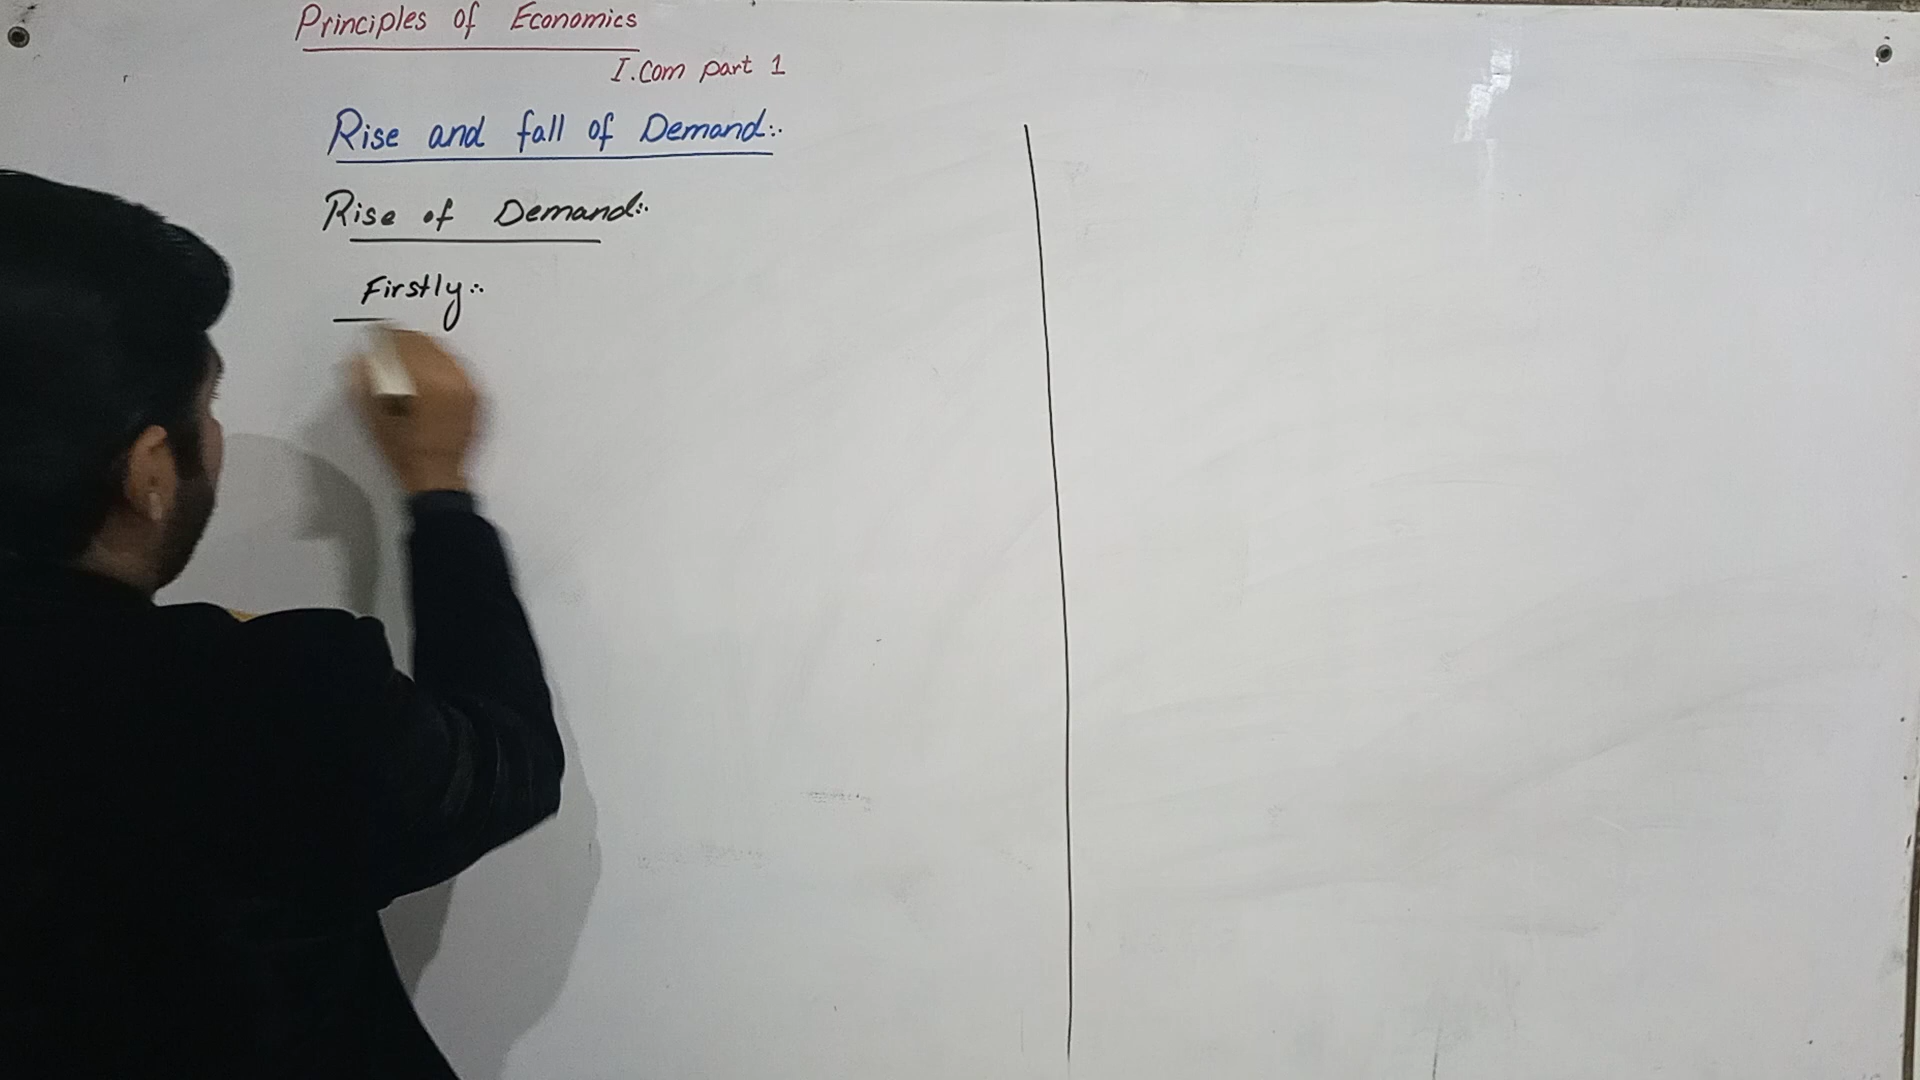 Principles of Economics
I.Com part 1
Rise and fall of Demand:.
Rise of Demand:.
Firstly:.